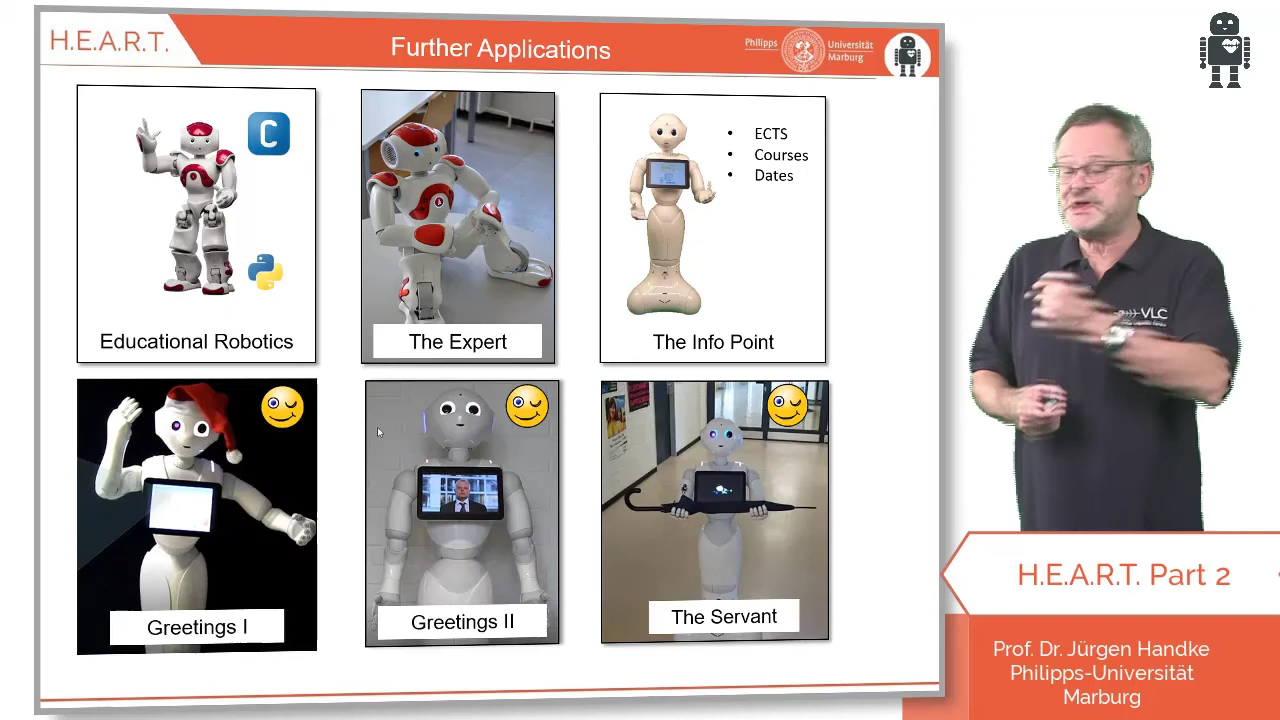 H.E.A.R.T.
Further Applications
Philipps
Universität
Marburg
C
ECTS
Courses
Dates
Educational Robotics
The Expert
The Info Point
Greetings I
Greetings II
The Servant
VLC
H.E.A.R.T. Part 2
Prof. Dr. Jürgen Handke
Philipps-Universität
Marburg